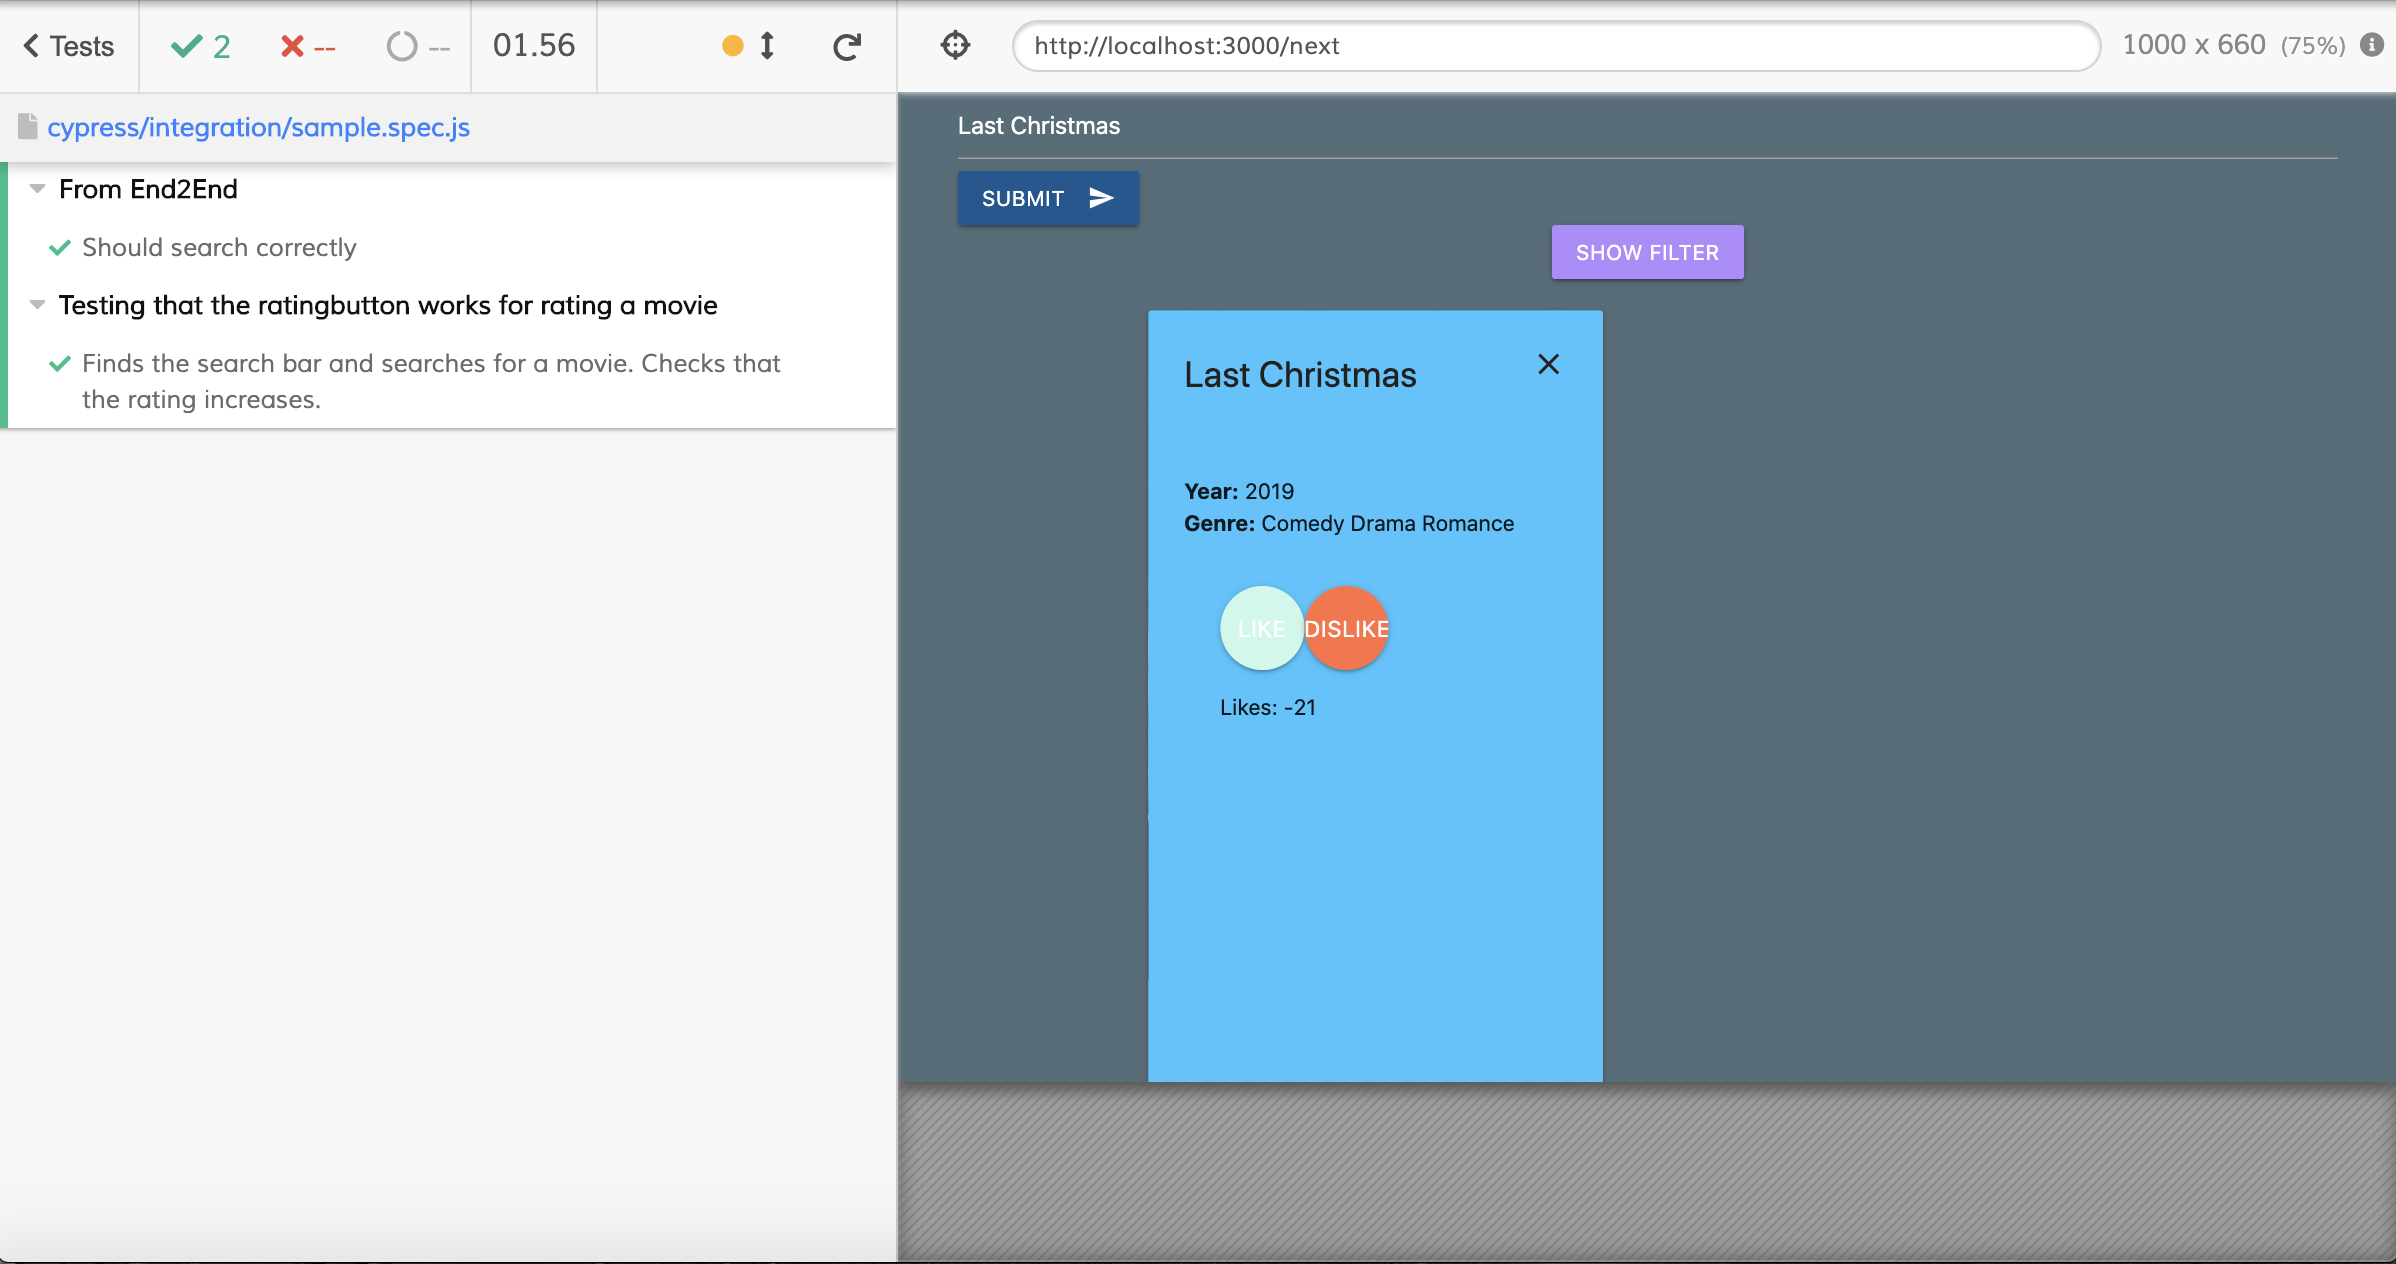 Tests 2 -- -- 01.56
http://localhost:3000/next 1000 x 660 (75%)
cypress/integration/sample.spec.js
From End2End
Should search correctly
Testing that the ratingbutton works for rating a movie
Finds the search bar and searches for a movie. Checks that
the rating increases.
Last Christmas
SUBMIT
SHOW FILTER
Last Christmas
Year: 2019
Genre: Comedy Drama Romance
LIKE DISLIKE
Likes: -21